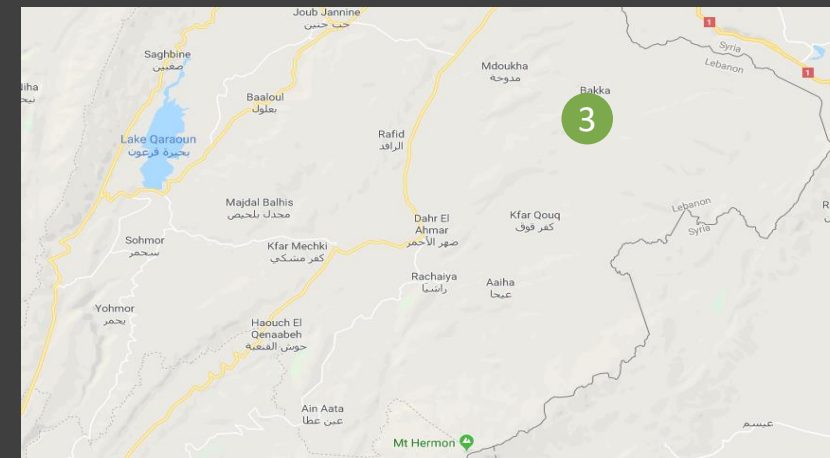 Joub Jannine
حب جنين
1
Syria
Lebanon
1
Saghbine
صغبين
Mdoukha
مدوخة
Bakka
3
Baaloul
بعلول
Lake Qaraoun
بحيرة قرعون
Rafid
الرافد
Majdal Balhis
مجدل بلحيص
Lebanon
Syria
Dahr El
Ahmar
ضهر الأحمر
Kfar Qouq
كفر قوق
Sohmor
سحمر
Kfar Mechki
كفر مشكي
Rachaiya
راشيا
Aaiha
عيحا
Yohmor
يحمر
Haouch El
Qenaabeh
حوش القنعبة
Ain Aata
عين عطا
عيسم
Mt Hermon